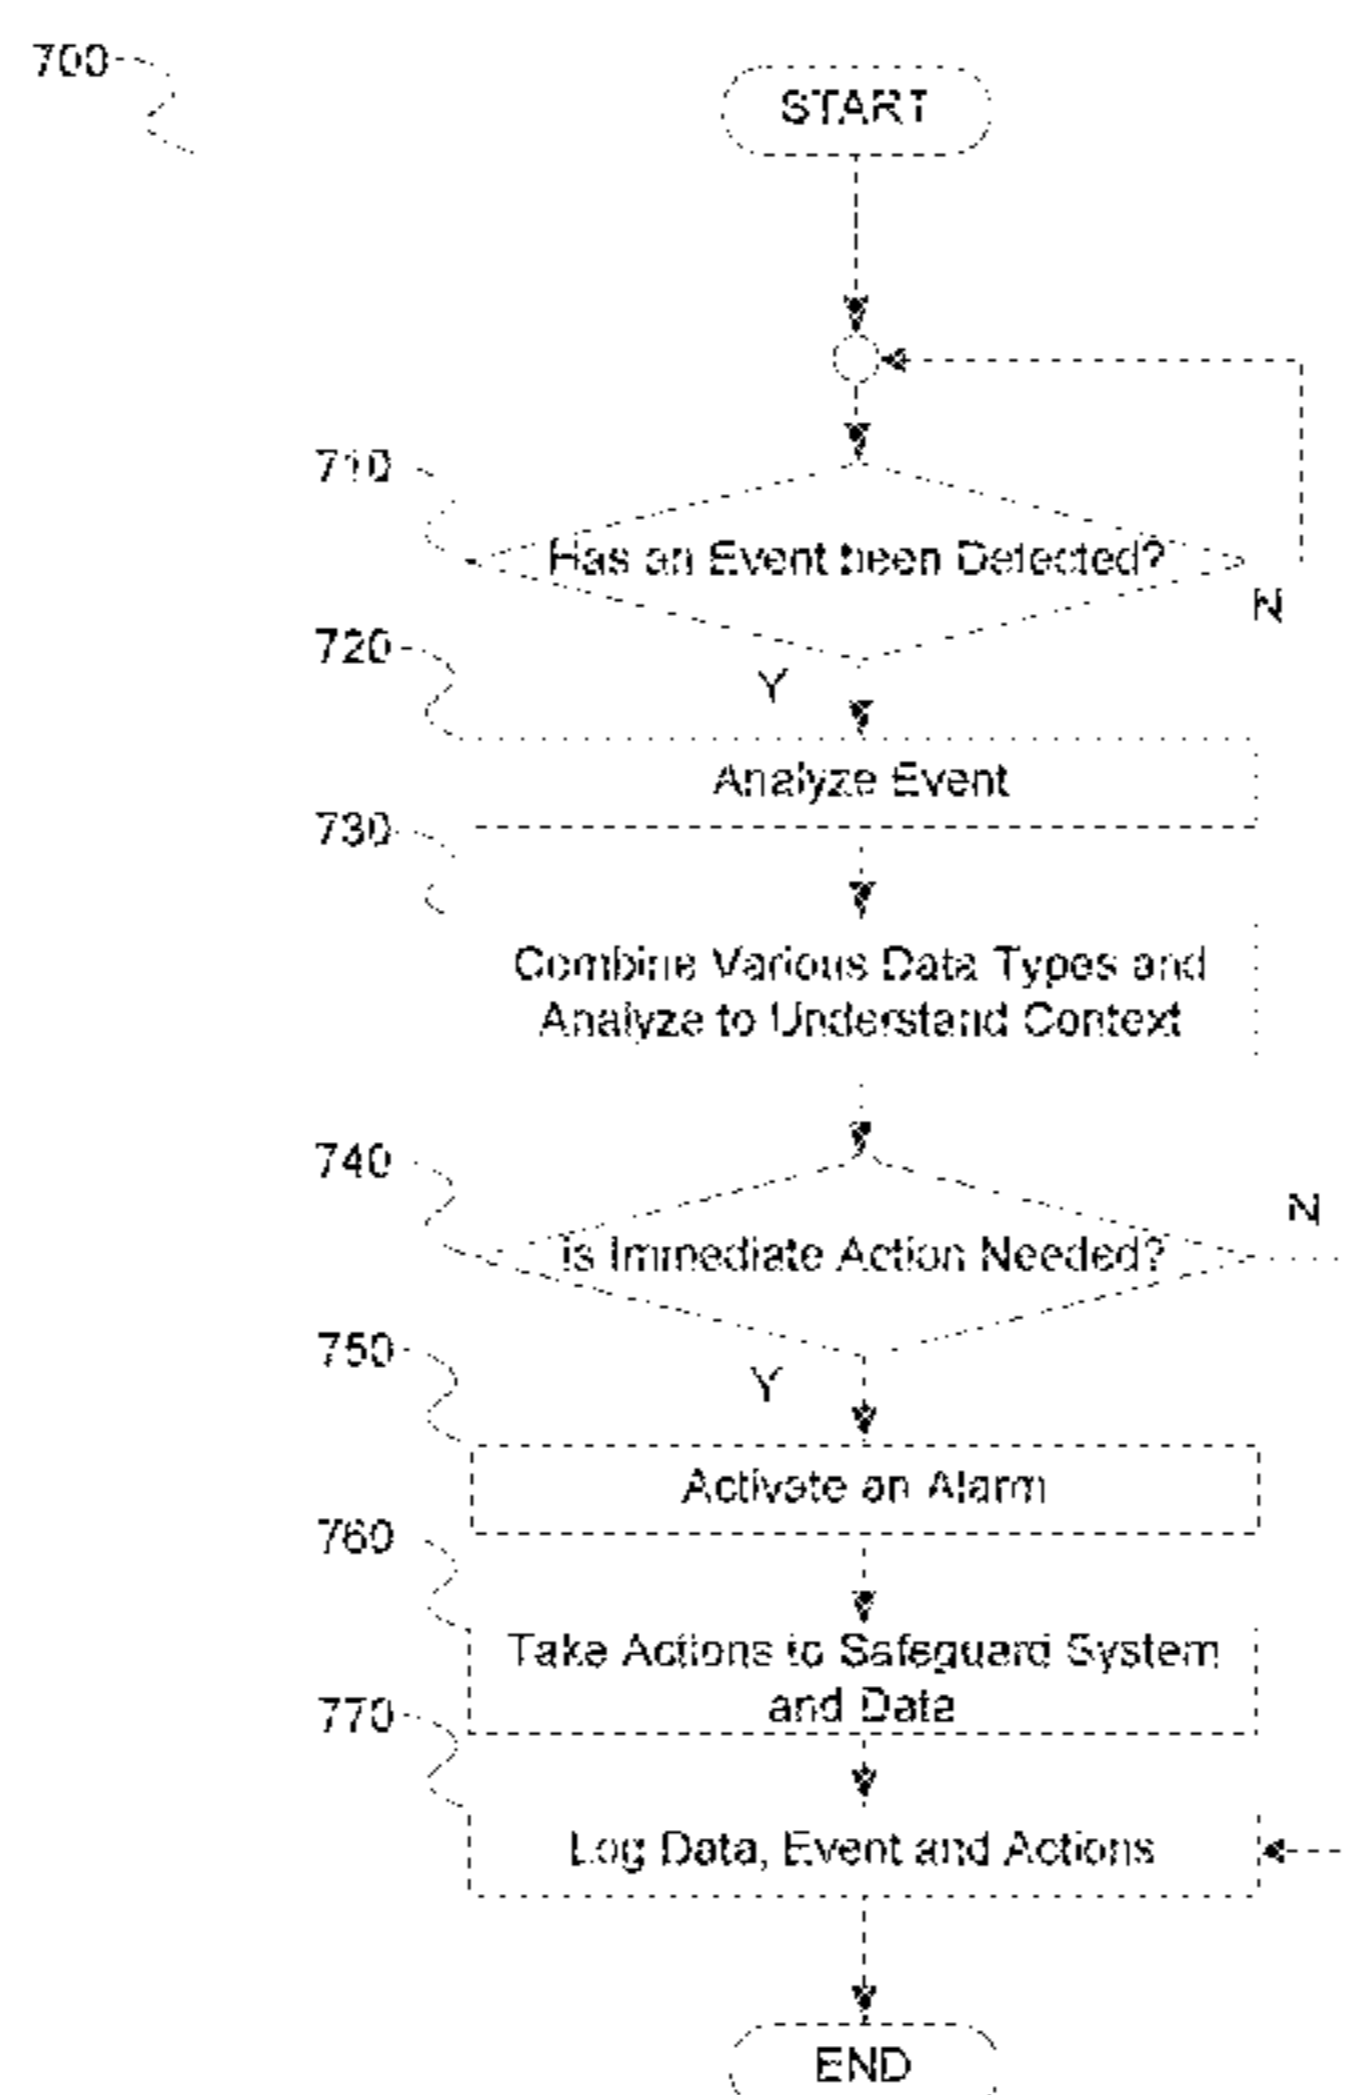 700
START
710
Has an Event been Detected?
N
720
Y
Analyze Event
730
Combine Various Data Types and
Analyze to Understand Context
740
N
is Immediate Action Needed?
750
Y
Activate an Alarm
760
Take Actions to Safeguard System
and Data
770
Log Data, Event and Actions
END